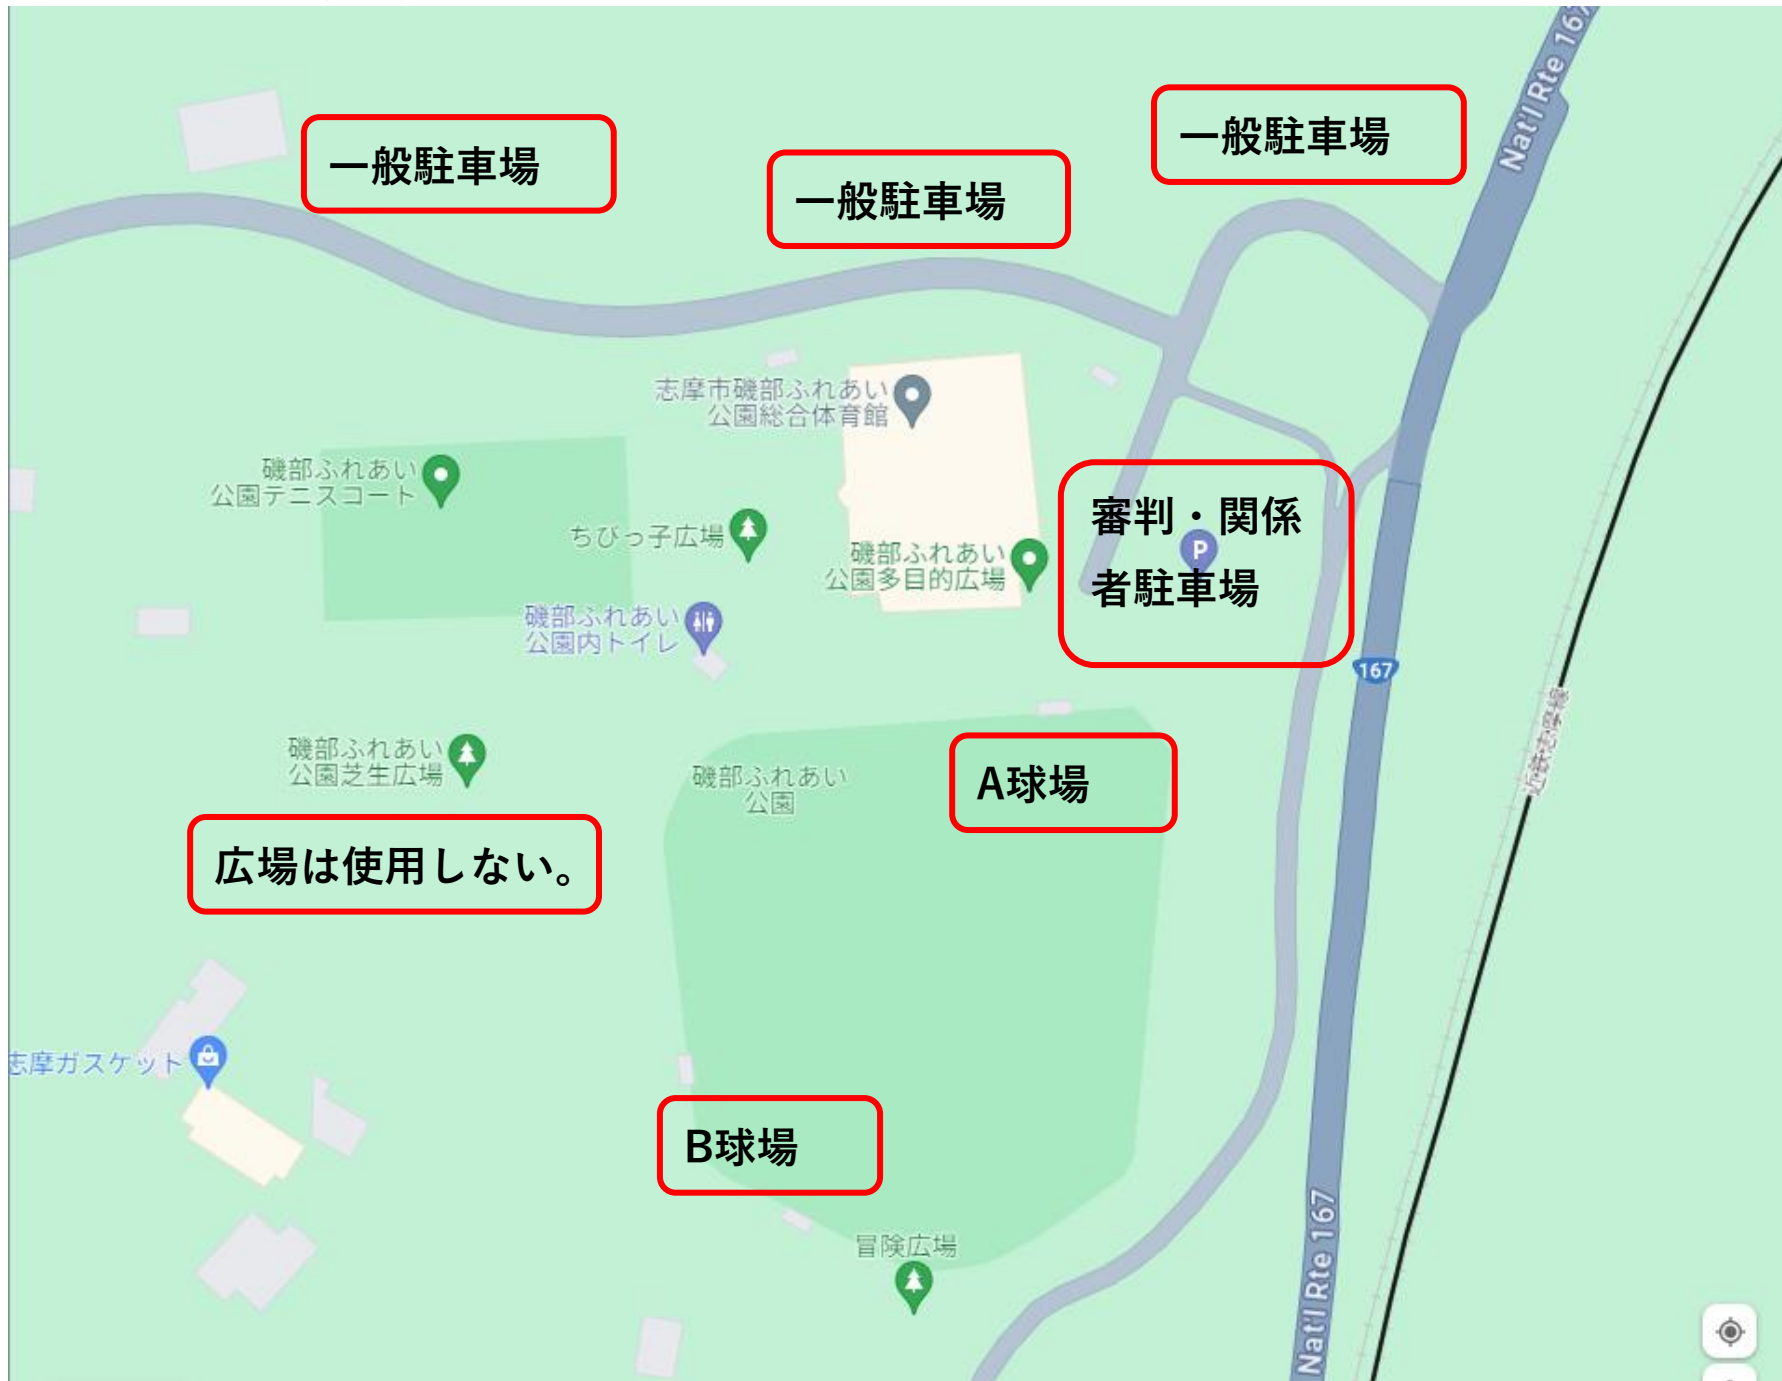 Nat'l Rte 167
一般駐車場
一般駐車場
一般駐車場
志摩市磯部ふれあい
公園総合体育館
磯部ふれあい
公園テニスコート
審判・関係
者駐車場
P
ちびっ子広場
磯部ふれあい
公園多目的広場
磯部ふれあい
公園内トイレ
167
近鉄志摩線
磯部ふれあい
公園芝生広場
磯部ふれあい
公園
A球場
広場は使用しない。
志摩ガスケット
B球場
冒険広場
Nat'l Rte 167